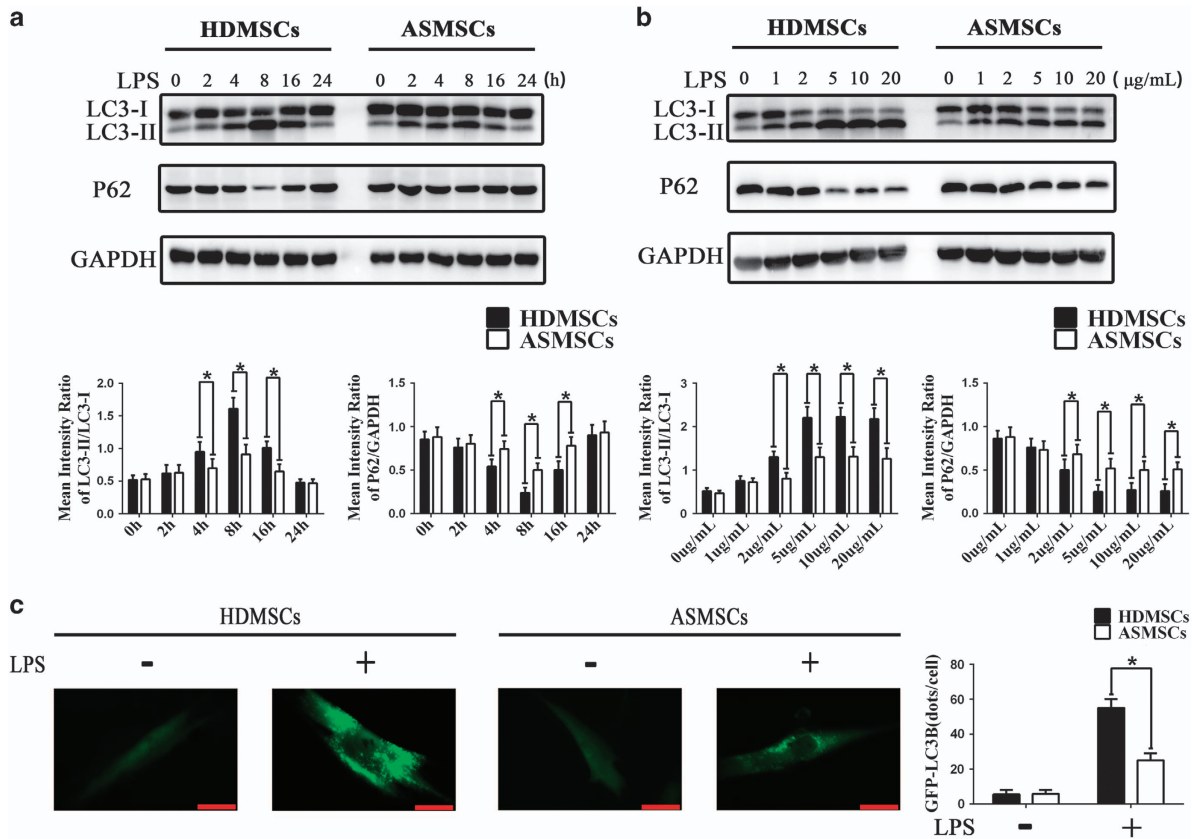 a
HDMSCs ASMSCs
LPS 0 2 4 8 16 24 0 2 4 8 16 24 (h)
LC3-I
LC3-II
P62
GAPDH
HDMSCs
ASMSCs
Mean Intensity Ratio
of LC3-II/LC3-I
2.0
1.5
1.0
0.5
0.0
0h 2h 4h 8h 16h 24h
* * *
Mean Intensity Ratio
of P62/GAPDH
1.5
1.0
0.5
0.0
0h 2h 4h 8h 16h 24h
* * *
b
HDMSCs ASMSCs
LPS 0 1 2 5 10 20 0 1 2 5 10 20 ( μg/mL)
LC3-I
LC3-II
P62
GAPDH
HDMSCs
ASMSCs
Mean Intensity Ratio
of LC3-II/LC3-I
3
2
1
0
0ug/mL 1ug/mL 2ug/mL 5ug/mL 10ug/mL 20ug/mL
* * * *
Mean Intensity Ratio
of P62/GAPDH
1.5
1.0
0.5
0.0
0ug/mL 1ug/mL 2ug/mL 5ug/mL 10ug/mL 20ug/mL
* * * *
c
HDMSCs ASMSCs
LPS - + - +
HDMSCs
ASMSCs
GFP-LC3B(dots/cell)
80
60
40
20
0
*
LPS - +